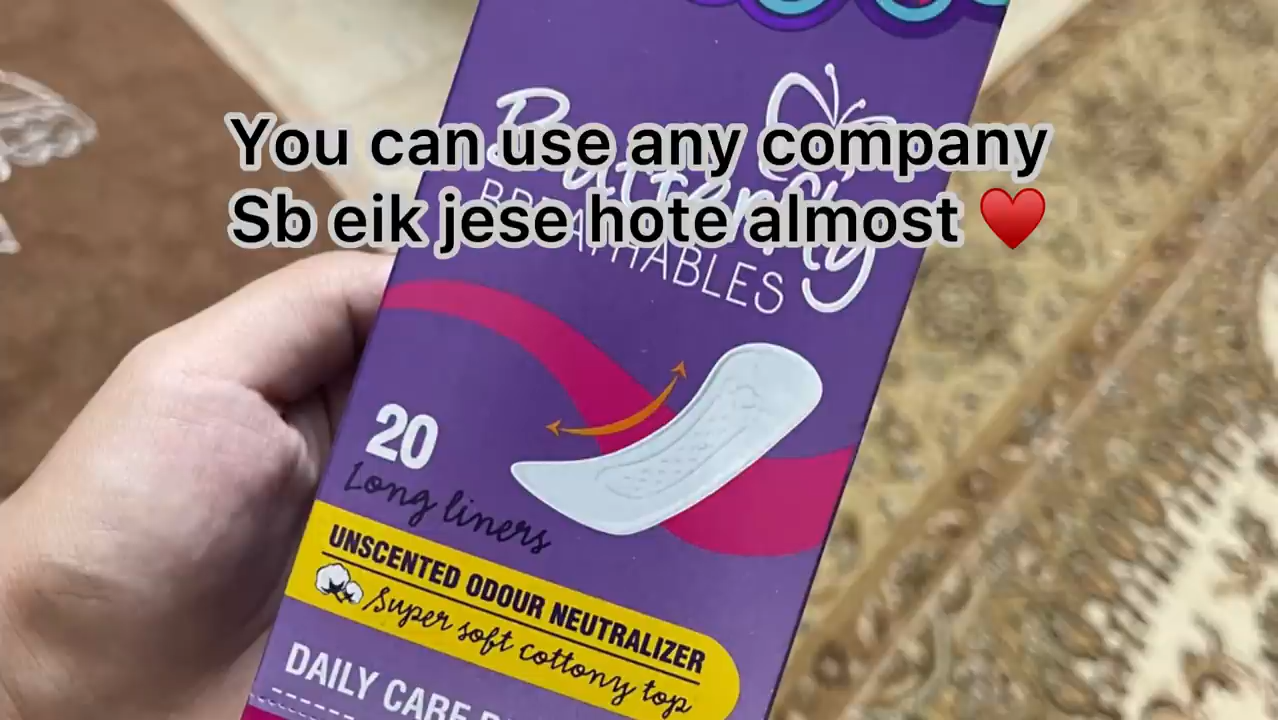 You can use any company
Sb eik jese hote almost ♥️
Butterfly
BREATHABLES
20
Long liners
UNSCENTED ODOUR NEUTRALIZER
Super soft cottony top
DAILY CARE